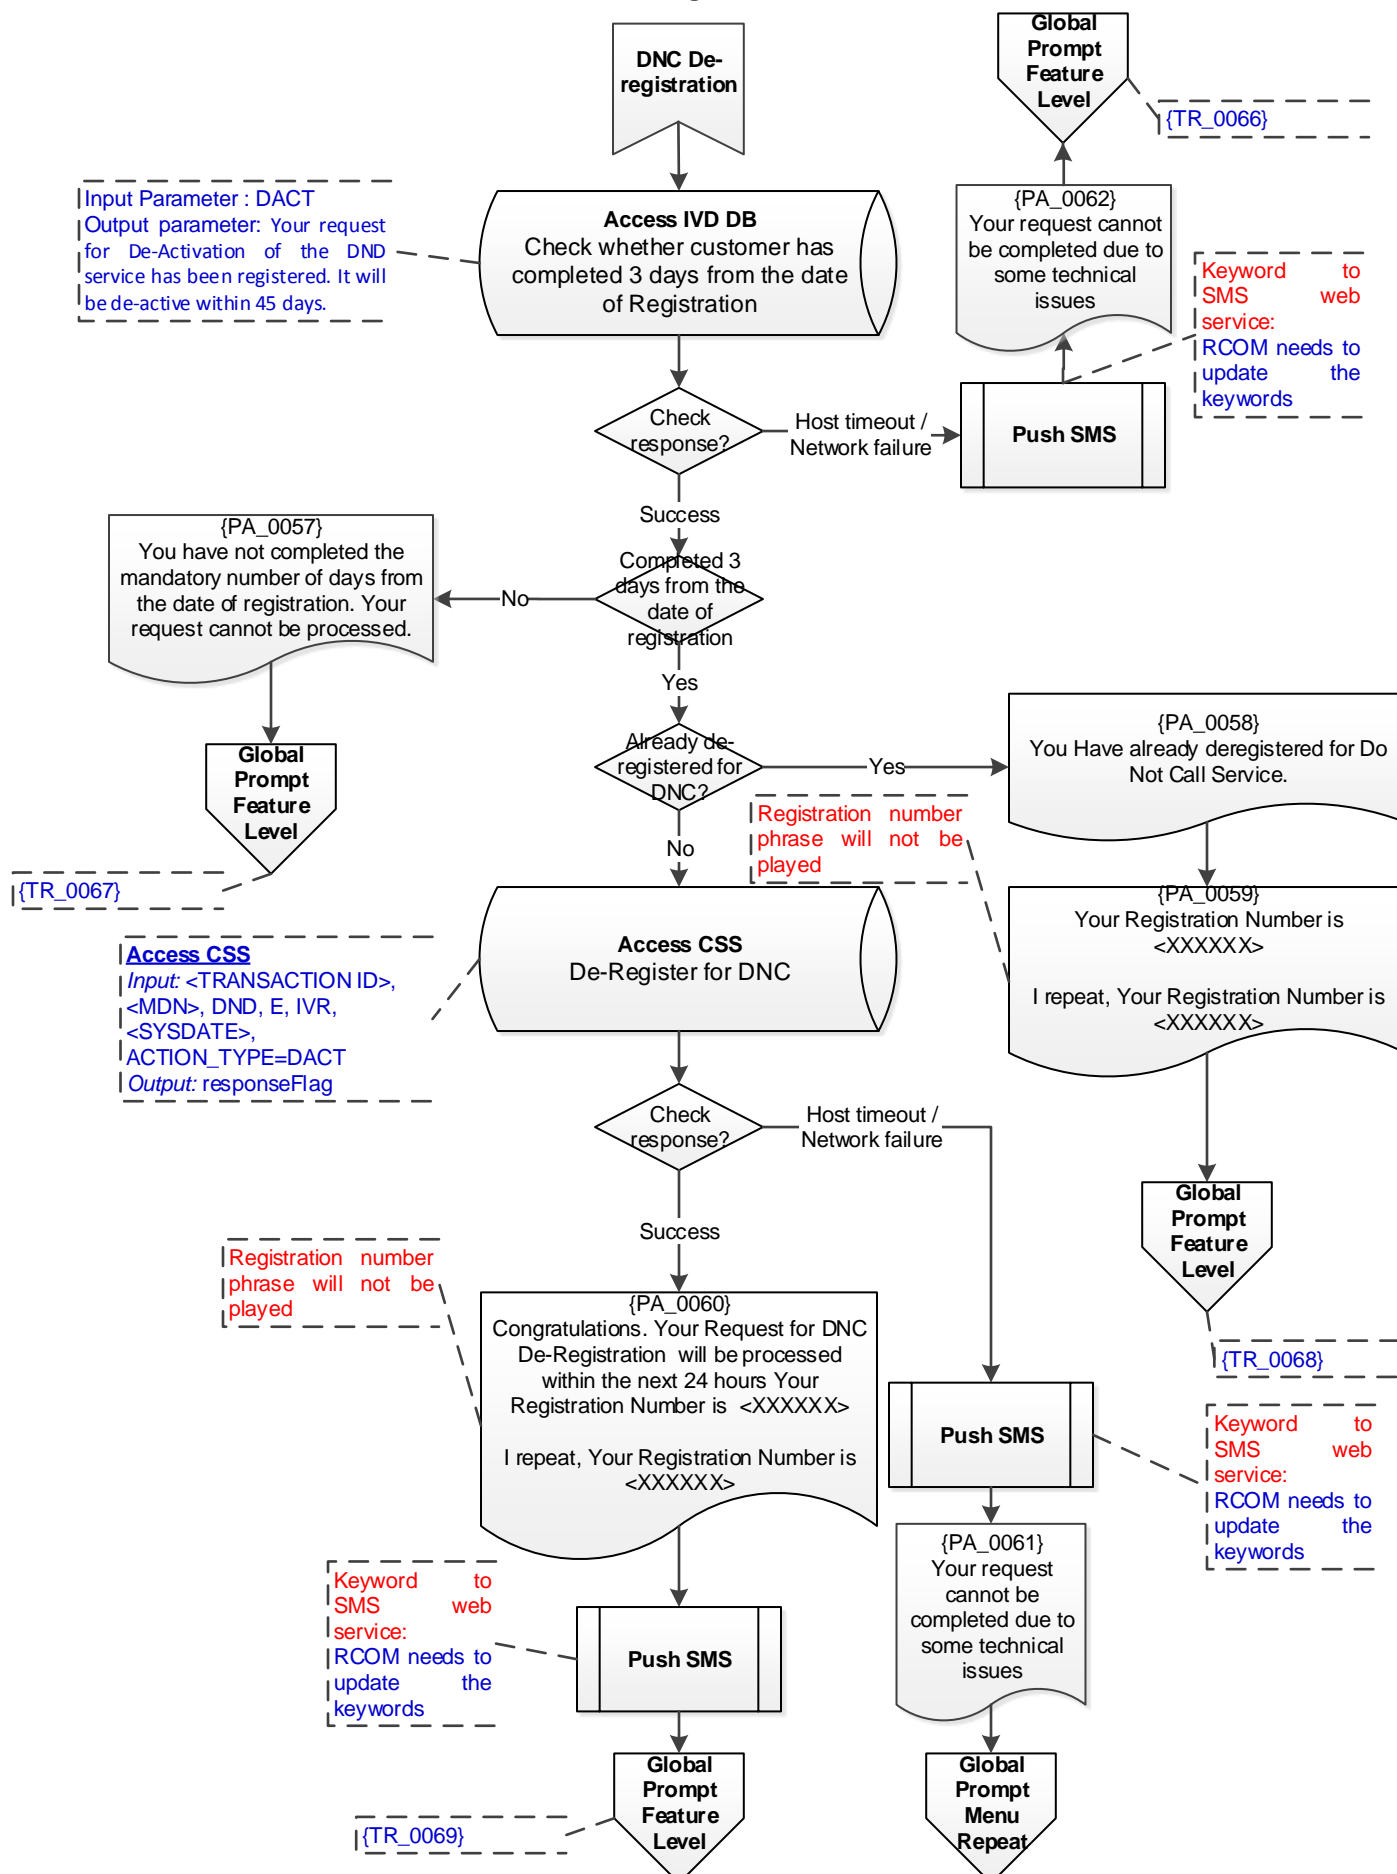 DNC De-
registration
Global
Prompt
Feature
Level
{TR_0066}
Input Parameter : DACT
Output parameter: Your request
for De-Activation of the DND
service has been registered. It will
be de-active within 45 days.
Access IVD DB
Check whether customer has
completed 3 days from the date
of Registration
{PA_0062}
Your request cannot
be completed due to
some technical
issues
Keyword to
SMS web
service:
RCOM needs to
update the
keywords
Check
response?
Host timeout /
Network failure
Push SMS
Success
{PA_0057}
You have not completed the
mandatory number of days from
the date of registration. Your
request cannot be processed.
No
Completed 3
days from the
date of
registration
Yes
Global
Prompt
Feature
Level
{TR_0067}
Already de-
registered for
DNC?
Yes
{PA_0058}
You Have already deregistered for Do
Not Call Service.
Registration number
phrase will not be
played
No
{PA_0059}
Your Registration Number is
<XXXXXX>
I repeat, Your Registration Number is
<XXXXXX>
Access CSS
De-Register for DNC
Access CSS
Input: <TRANSACTION ID>,
<MDN>, DND, E, IVR,
<SYSDATE>,
ACTION_TYPE=DACT
Output: responseFlag
Check
response?
Host timeout /
Network failure
Success
Global
Prompt
Feature
Level
{TR_0068}
Registration number
phrase will not be
played
{PA_0060}
Congratulations. Your Request for DNC
De-Registration will be processed
within the next 24 hours Your
Registration Number is <XXXXXX>
I repeat, Your Registration Number is
<XXXXXX>
Push SMS
Keyword to
SMS web
service:
RCOM needs to
update the
keywords
{PA_0061}
Your request
cannot be
completed due to
some technical
issues
Keyword to
SMS web
service:
RCOM needs to
update the
keywords
Push SMS
Global
Prompt
Feature
Level
{TR_0069}
Global
Prompt
Menu
Repeat